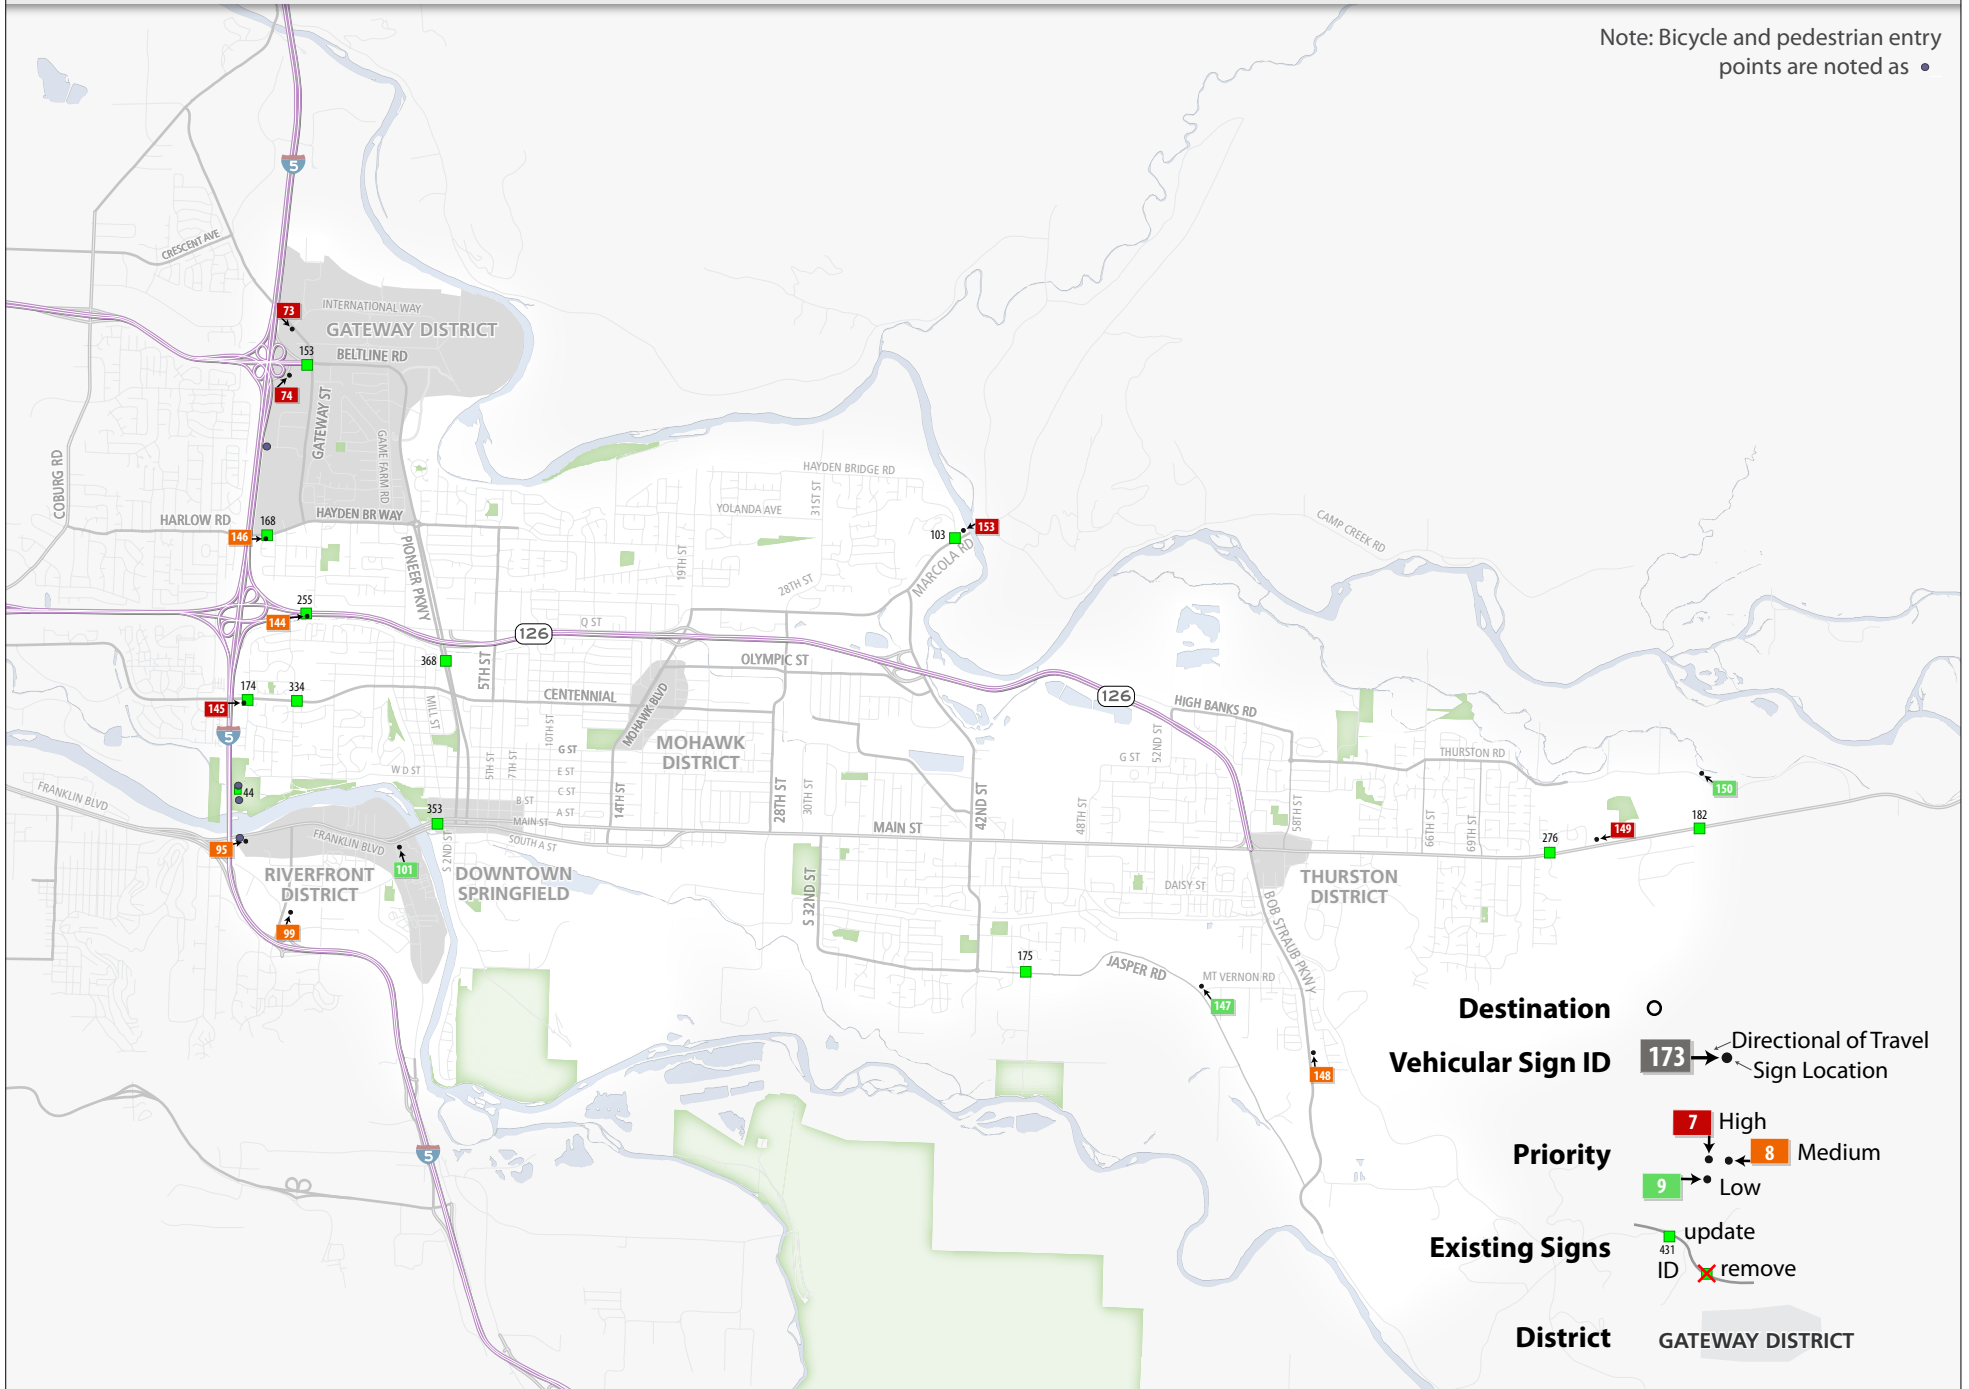 Note: Bicycle and pedestrian entry
points are noted as
5
CRESCENT AVE
73
INTERNATIONAL WAY
GATEWAY DISTRICT
153
BELTLINE RD
74
GATEWAY ST
GAME FARM RD
COBURG RD
HARLOW RD
168
146
HAYDEN BR WAY
PIONEER PKWY
HAYDEN BRIDGE RD
YOLANDA AVE
31ST ST
19TH ST
28TH ST
103
153
MARCOLA RD
CAMP CREEK RD
255
144
126
Q ST
368
5TH ST
OLYMPIC ST
CENTENNIAL
MOHAWK BLVD
174
334
145
5
MILL ST
10TH ST
MOHAWK
DISTRICT
126
HIGH BANKS RD
52ND ST
G ST
THURSTON RD
G ST
E ST
C ST
B ST
A ST
W D ST
5TH ST
7TH ST
14TH ST
28TH ST
30TH ST
42ND ST
48TH ST
58TH ST
66TH ST
69TH ST
44
FRANKLIN BLVD
353
MAIN ST
SOUTH A ST
MAIN ST
FRANKLIN BLVD
S 2ND ST
95
101
150
182
149
276
RIVERFRONT
DISTRICT
DOWNTOWN
SPRINGFIELD
99
S 32ND ST
DAISY ST
THURSTON
DISTRICT
BOB STRAUB PKWY
175
JASPER RD
MT VERNON RD
147
148
5
Destination
Vehicular Sign ID
173
Directional of Travel
Sign Location
Priority
7
High
8
Medium
9
Low
Existing Signs
update
431
ID
remove
District
GATEWAY DISTRICT